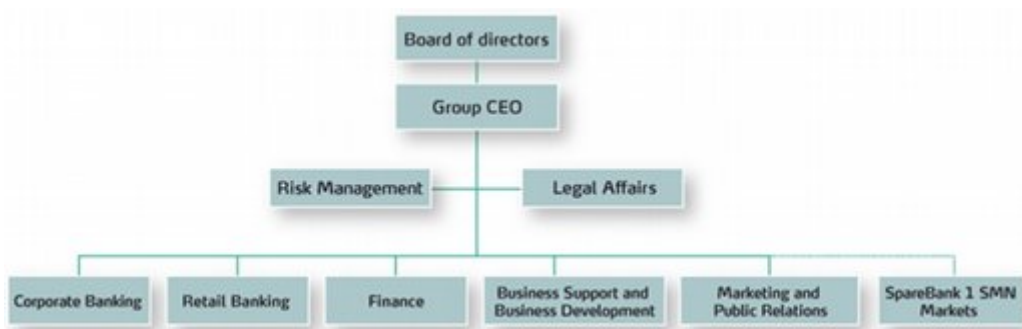 Board of directors
Group CEO
Risk Management
Legal Affairs
Corporate Banking
Retail Banking
Finance
Business Support and
Business Development
Marketing and
Public Relations
SpareBank 1 SMN
Markets